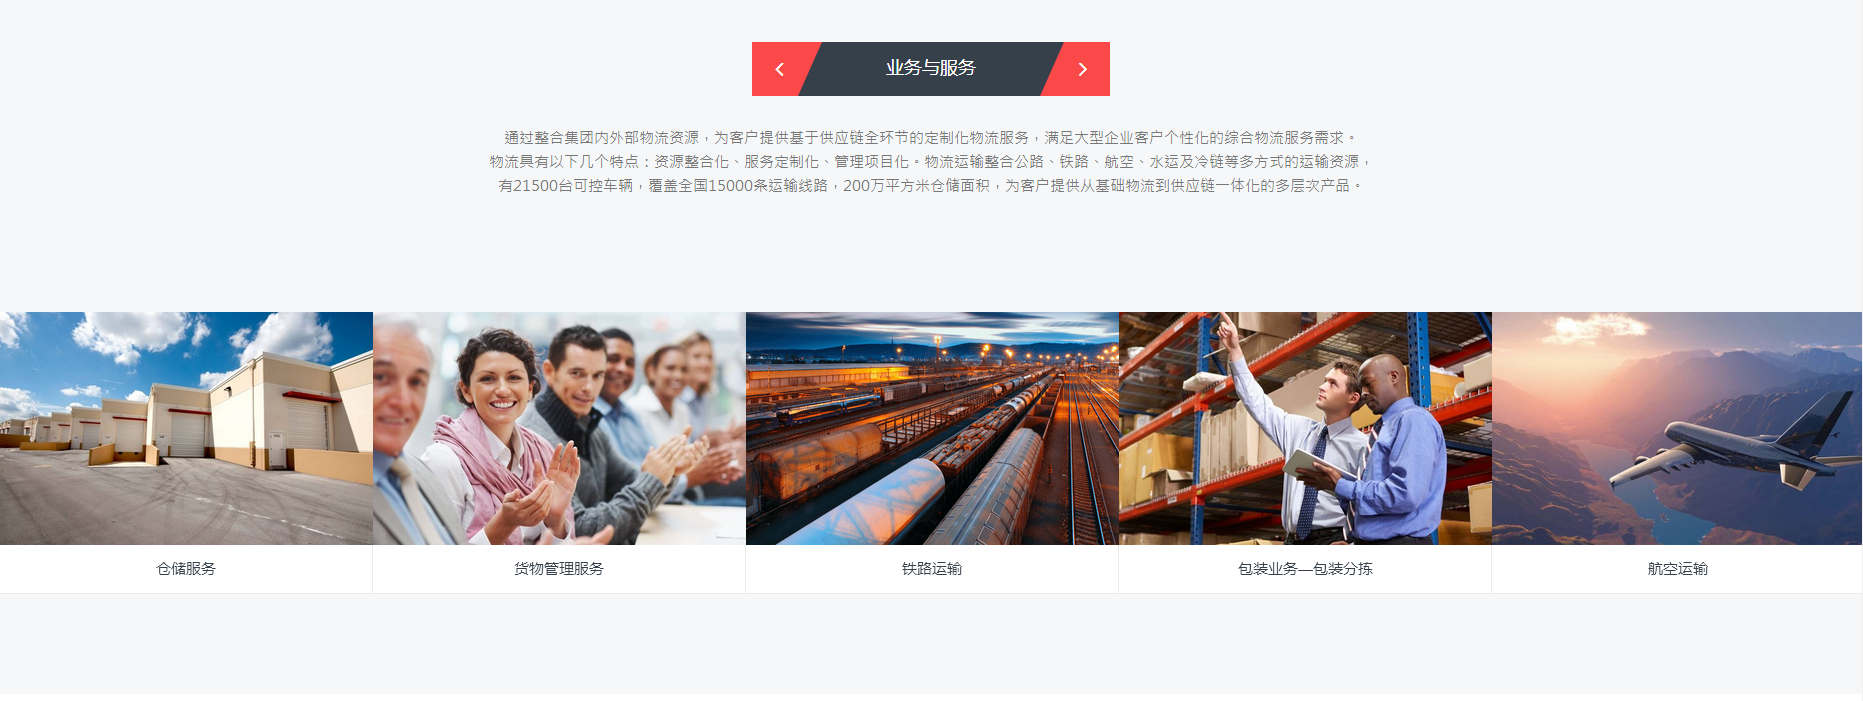 业务与服务
通过整合集团内外部物流资源，为客户提供基于供应链全环节的定制化物流服务，满足大型企业客户个性化的综合物流服务需求。
物流具有以下几个特点：资源整合化、服务定制化、管理项目化。物流运输整合公路、铁路、航空、水运及冷链等多方式的运输资源，
有21500台可控车辆，覆盖全国15000条运输线路，200万平方米仓储面积，为客户提供从基础物流到供应链一体化的多层次产品。
仓储服务
货物管理服务
铁路运输
包装业务—包装分拣
航空运输